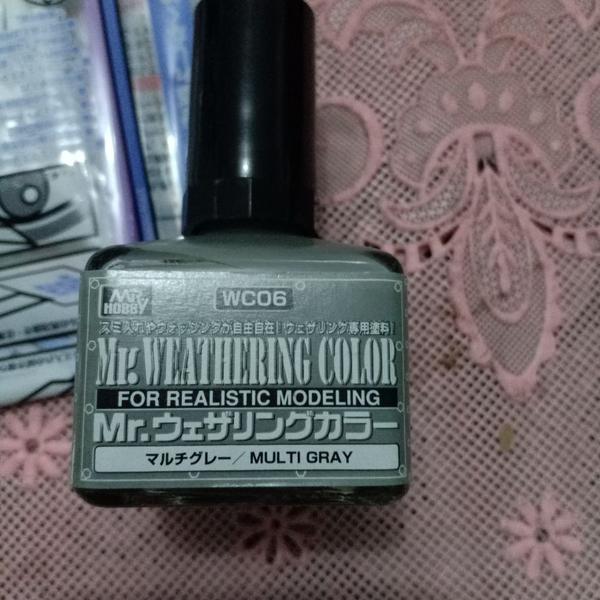 Mr. HOBBY
WC06
スミ入れやウォッシングが自由自在！ウェザリング専用塗料
Mr. WEATHERING COLOR
FOR REALISTIC MODELING
Mr.ウェザリングカラー
マルチグレー／MULTI GRAY